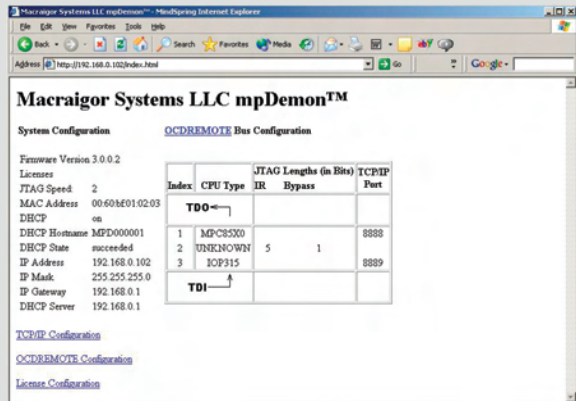 Macraigor Systems LLC mpDemon™ - MindSpring Internet Explorer
File Edit View Favorites Tools Help
Back Search Favorites Media
Address http://192.168.0.102/index.html Go Google
Macraigor Systems LLC mpDemon™
System Configuration
Firmware Version 3.0.0.2
Licenses
JTAG Speed 2
MAC Address 00:60:bf:01:02:03
DHCP on
DHCP Hostname MPD000001
DHCP State succeeded
IP Address 192.168.0.102
IP Mask 255.255.255.0
IP Gateway 192.168.0.1
DHCP Server 192.168.0.1
TCP/IP Configuration
OCDREMOTE Configuration
License Configuration
OCDREMOTE Bus Configuration
JTAG Lengths (in Bits) TCP/IP
Index CPU Type IR Bypass Port
TDO
1 MPC85X0 8888
2 UNKNOWN 5 1
3 IOP315 8889
TDI